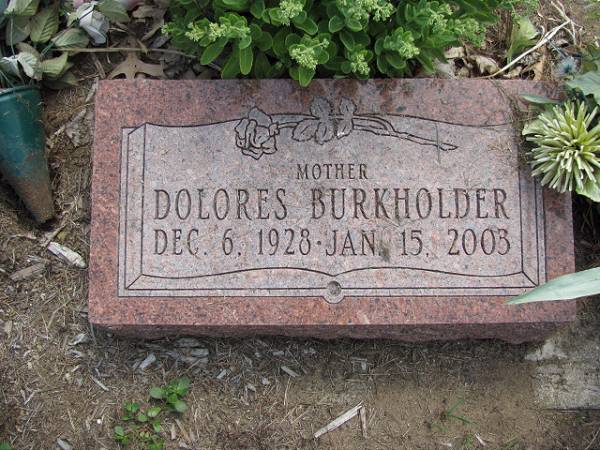 MOTHER
DOLORES BURKHOLDER
DEC. 6, 1928 · JAN. 15, 2003